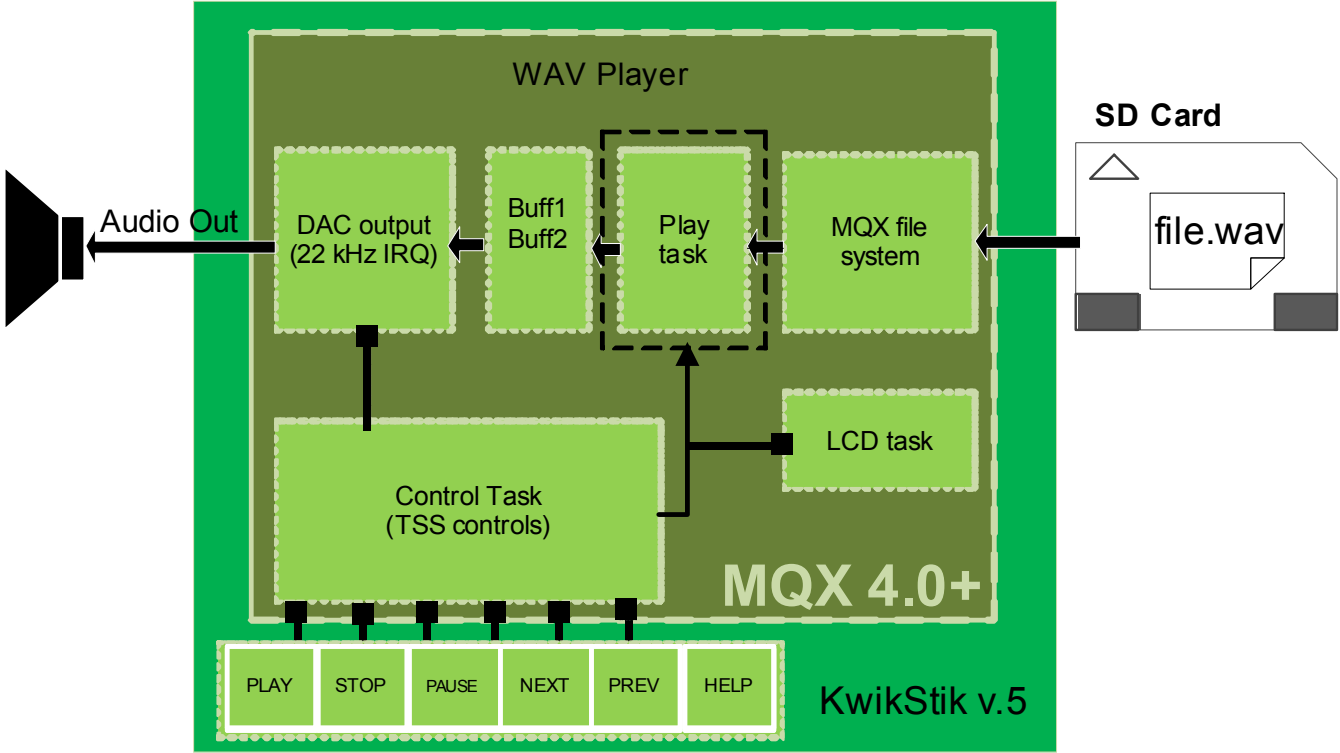 WAV Player
SD Card
Audio Out
DAC output
(22 kHz IRQ)
Buff1
Buff2
Play
task
MQX file
system
file.wav
LCD task
Control Task
(TSS controls)
MQX 4.0+
PLAY
STOP
PAUSE
NEXT
PREV
HELP
KwikStik v.5